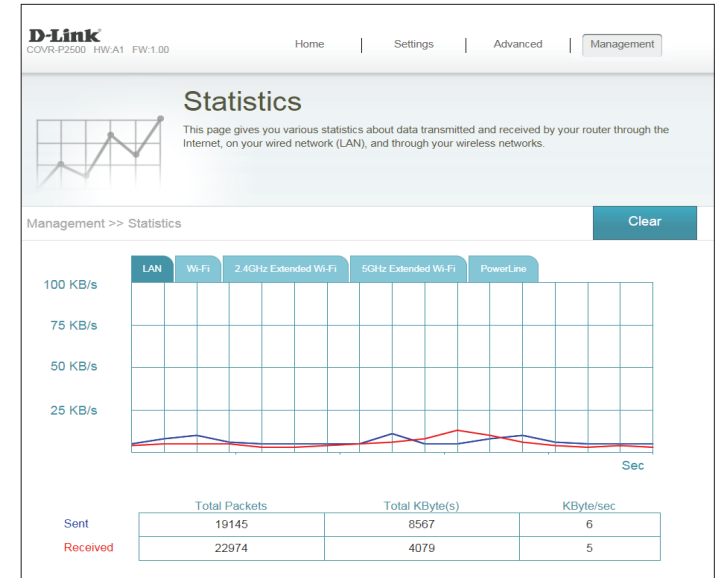 D-Link
COVR-P2500 HW:A1 FW:1.00
Home | Settings | Advanced | Management
Statistics
This page gives you various statistics about data transmitted and received by your router through the
Internet, on your wired network (LAN), and through your wireless networks.
Management >> Statistics
Clear
LAN Wi-Fi 2.4GHz Extended Wi-Fi 5GHz Extended Wi-Fi PowerLine
100 KB/s
75 KB/s
50 KB/s
25 KB/s
Sec
Total Packets Total KByte(s) KByte/sec
Sent 19145 8567 6
Received 22974 4079 5